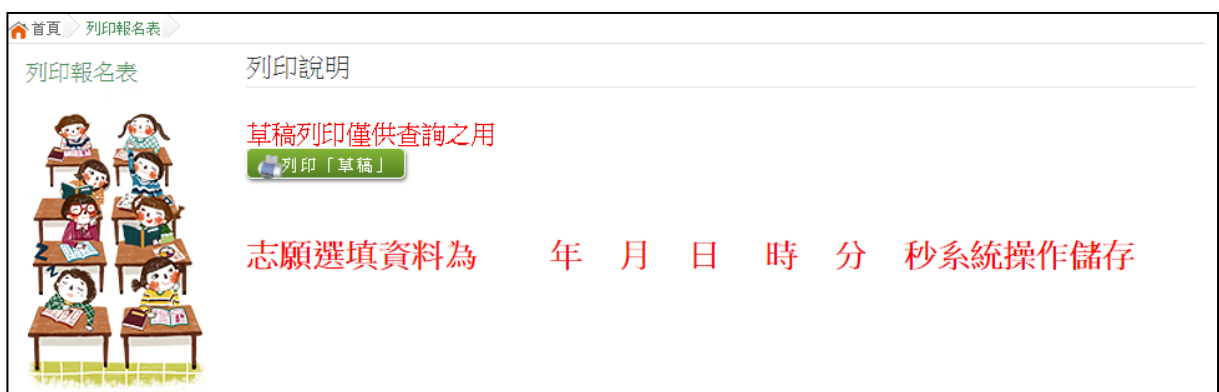 首頁 列印報名表
列印報名表
列印說明
草稿列印僅供查詢之用
列印「草稿」
志願選填資料為 年 月 日 時 分 秒系統操作儲存